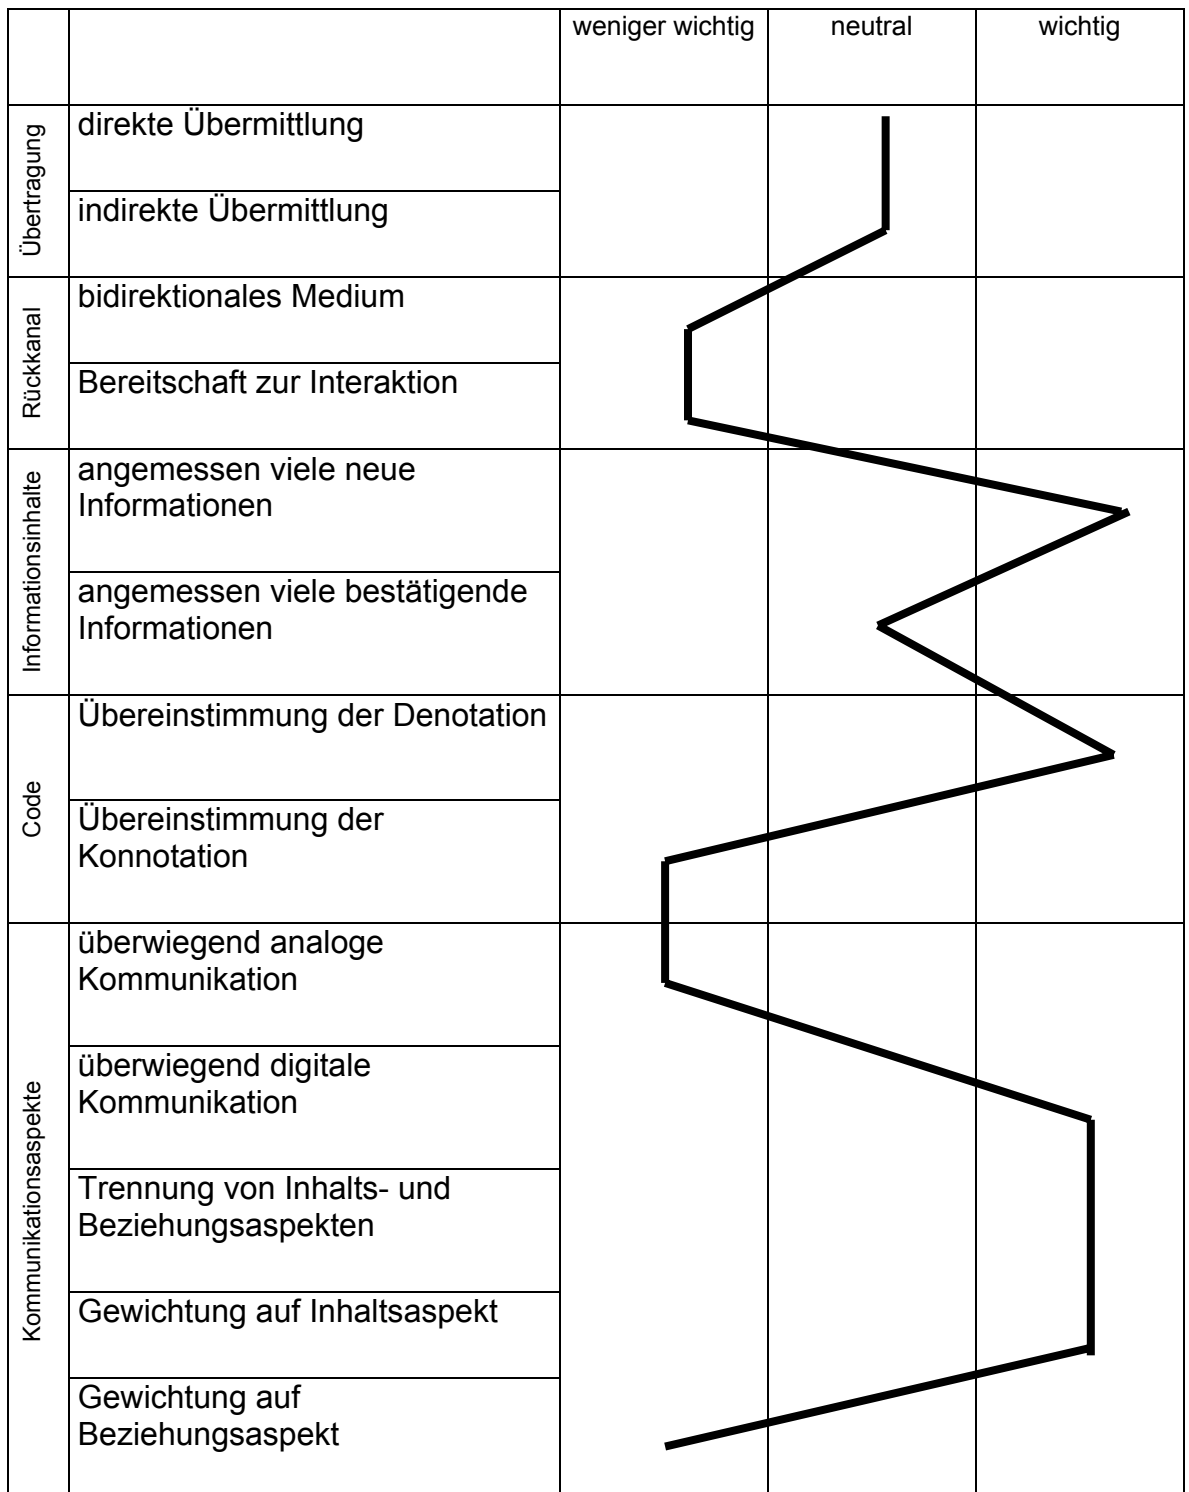 weniger wichtig neutral wichtig
Übertragung
direkte Übermittlung
indirekte Übermittlung
Rückkanal
bidirektionales Medium
Bereitschaft zur Interaktion
Informationsinhalte
angemessen viele neue
Informationen
angemessen viele bestätigende
Informationen
Code
Übereinstimmung der Denotation
Übereinstimmung der
Konnotation
Kommunikationsaspekte
überwiegend analoge
Kommunikation
überwiegend digitale
Kommunikation
Trennung von Inhalts- und
Beziehungsaspekten
Gewichtung auf Inhaltsaspekt
Gewichtung auf
Beziehungsaspekt